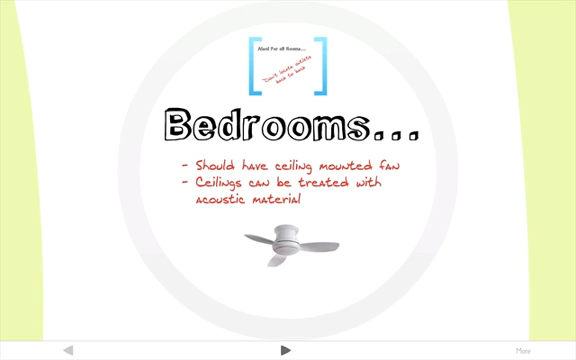 Also! For all Rooms...
Don't locate outlets
back to back
Bedrooms...
- Should have ceiling mounted fan
- Ceilings can be treated with
acoustic material
More